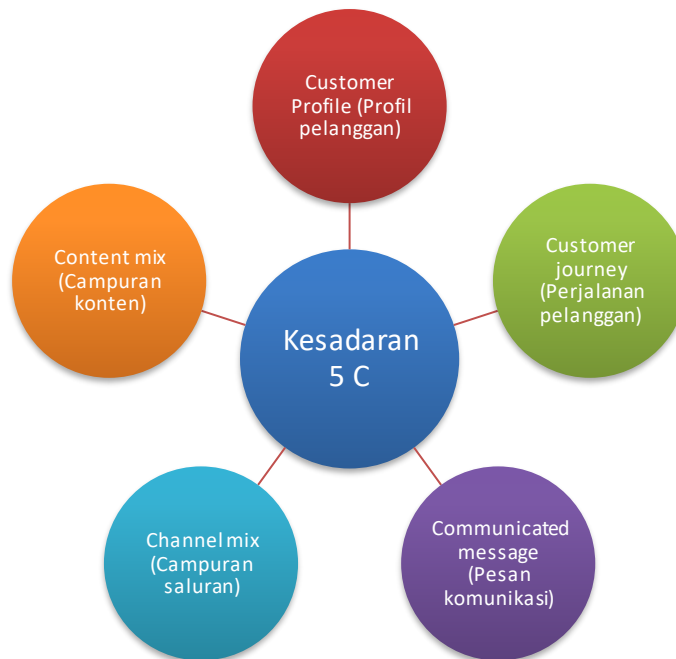 Customer
Profile (Profil
pelanggan)
Customer
journey
(Perjalanan
pelanggan)
Communicated
message
(Pesan
komunikasi)
Channel mix
(Campuran
saluran)
Content mix
(Campuran
konten)
Kesadaran
5 C